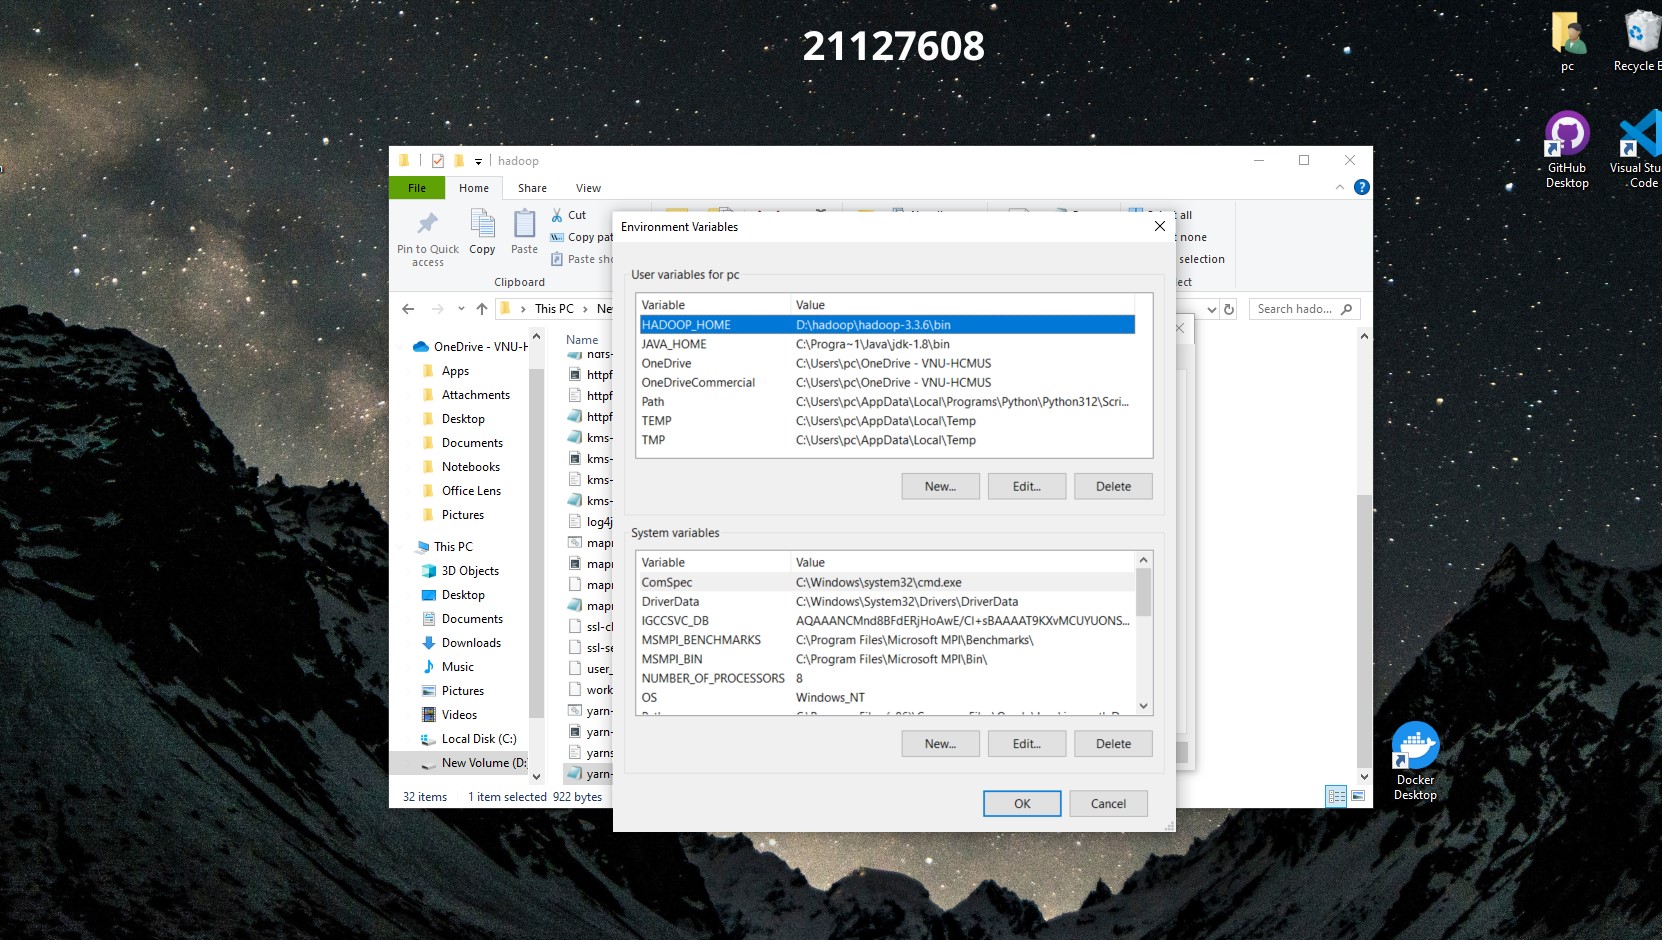 21127608
pc
Recycle
GitHub
Desktop
Visual
Code
hadoop
File
Home
Share
View
Pin to Quick
access
Copy
Paste
Cut
Copy
Paste
Clipboard
all
none
selection
This PC
Search hado...
Name
OneDrive - VNU-H
Apps
Attachments
Desktop
Documents
Notebooks
Office Lens
Pictures
This PC
3D Objects
Desktop
Documents
Downloads
Music
Pictures
Videos
Local Disk (C:)
New Volume (D:
httpf
httpf
kms-
kms-
kms-
log4j
mapr
mapr
mapr
mapr
ssl-cl
ssl-se
user_
work
yarn-
yarn-
yarns
yarn-
32 items
1 item selected 922 bytes
Environment Variables
User variables for pc
Variable Value
HADOOP_HOME D:\hadoop\hadoop-3.3.6\bin
JAVA_HOME C:\Progra~1\Java\jdk-1.8\bin
OneDrive C:\Users\pc\OneDrive - VNU-HCMUS
OneDriveCommercial C:\Users\pc\OneDrive - VNU-HCMUS
Path C:\Users\pc\AppData\Local\Programs\Python\Python312\Scri...
TEMP C:\Users\pc\AppData\Local\Temp
TMP C:\Users\pc\AppData\Local\Temp
New... Edit... Delete
System variables
Variable Value
ComSpec C:\Windows\system32\cmd.exe
DriverData C:\Windows\System32\Drivers\DriverData
IGCCSVC_DB AQAAANCMnd8BFdERjHoAwE/Cl+sBAAAAT9KXvMCUYUONS...
MSMPI_BENCHMARKS C:\Program Files\Microsoft MPI\Benchmarks\
MSMPI_BIN C:\Program Files\Microsoft MPI\Bin\
NUMBER_OF_PROCESSORS 8
OS Windows_NT
New... Edit... Delete
OK Cancel
Docker
Desktop